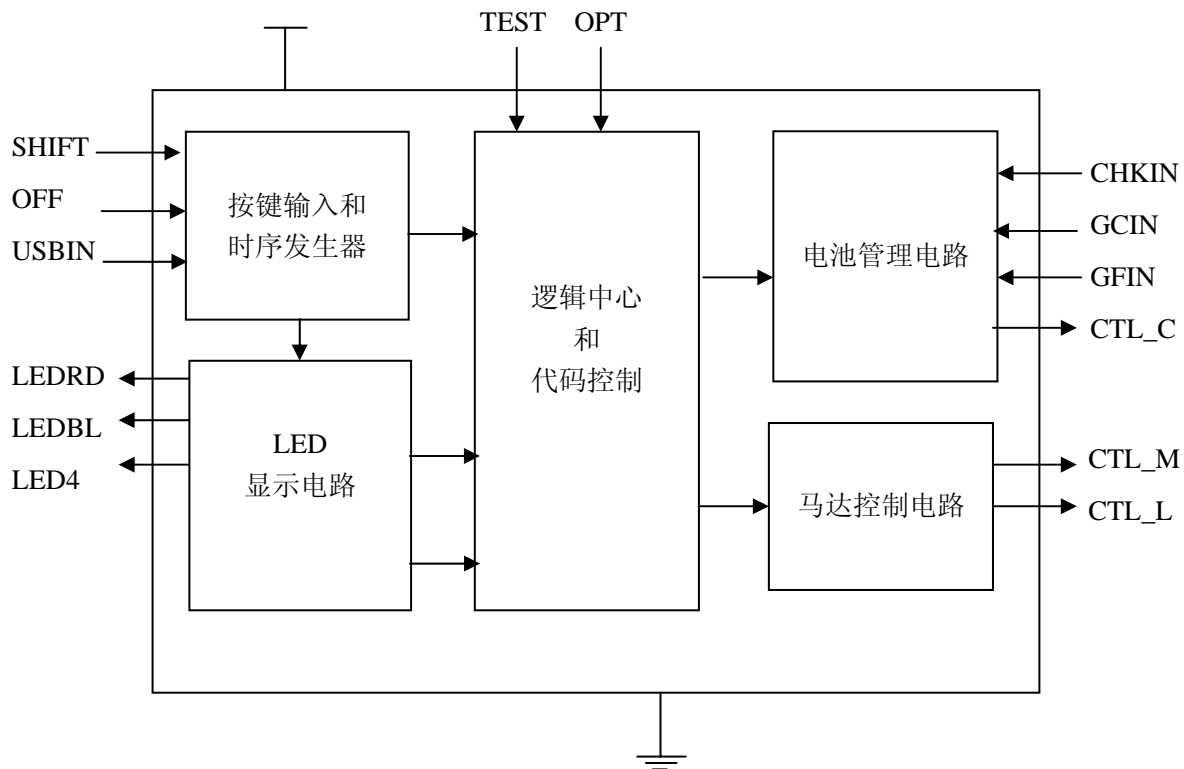 TEST OPT
SHIFT
OFF
USBIN
按键输入和
时序发生器
LEDRD
LEDBL
LED4
LED
显示电路
逻辑中心
和
代码控制
电池管理电路
CHKIN
GCIN
GFIN
CTL_C
马达控制电路
CTL_M
CTL_L